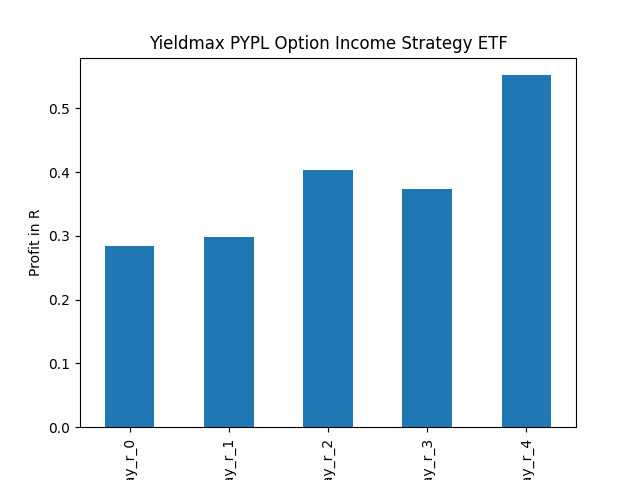 Yieldmax PYPL Option Income Strategy ETF
Profit in R
0.5
0.4
0.3
0.2
0.1
0.0
ay_r_0
ay_r_1
ay_r_2
ay_r_3
ay_r_4